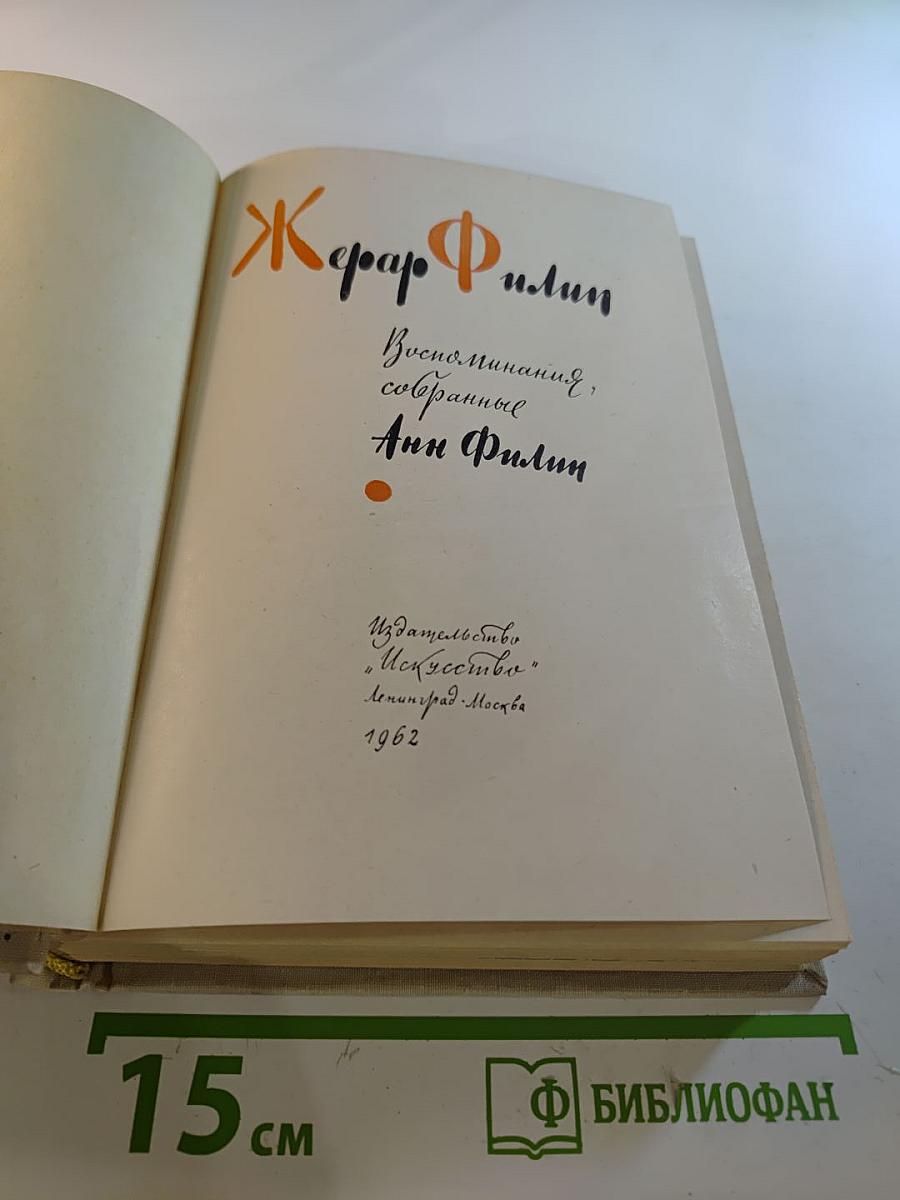 Жерар Филип
Воспоминания,
собранные
Анн Филип
Издательство
„Искусство"
Ленинград-Москва
1962
15 см
Ф БИБЛИОФАН